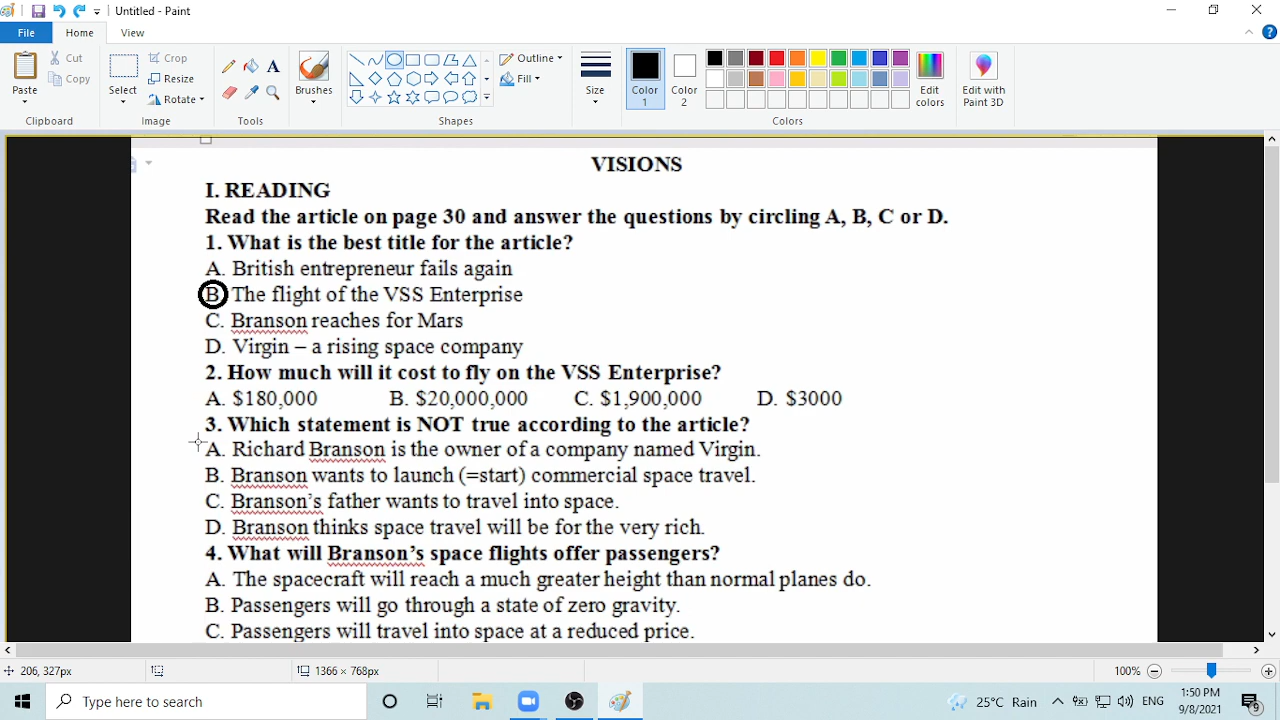 Untitled - Paint
File Home View
Paste
Cut
Copy
Clipboard
Select
Crop
Resize
Rotate
Image
A
Tools
Brushes
Outline
Fill
Shapes
Size
Color 1
Color 2
Edit colors
Colors
Edit with Paint 3D
VISIONS
I. READING
Read the article on page 30 and answer the questions by circling A, B, C or D.
1. What is the best title for the article?
A. British entrepreneur fails again
B. The flight of the VSS Enterprise
C. Branson reaches for Mars
D. Virgin – a rising space company
2. How much will it cost to fly on the VSS Enterprise?
A. $180,000 B. $20,000,000 C. $1,900,000 D. $3000
3. Which statement is NOT true according to the article?
A. Richard Branson is the owner of a company named Virgin.
B. Branson wants to launch (=start) commercial space travel.
C. Branson’s father wants to travel into space.
D. Branson thinks space travel will be for the very rich.
4. What will Branson’s space flights offer passengers?
A. The spacecraft will reach a much greater height than normal planes do.
B. Passengers will go through a state of zero gravity.
C. Passengers will travel into space at a reduced price.
206, 327px 1366 × 768px 100%
Type here to search 25°C Rain ENG 1:50 PM
9/8/2021 9